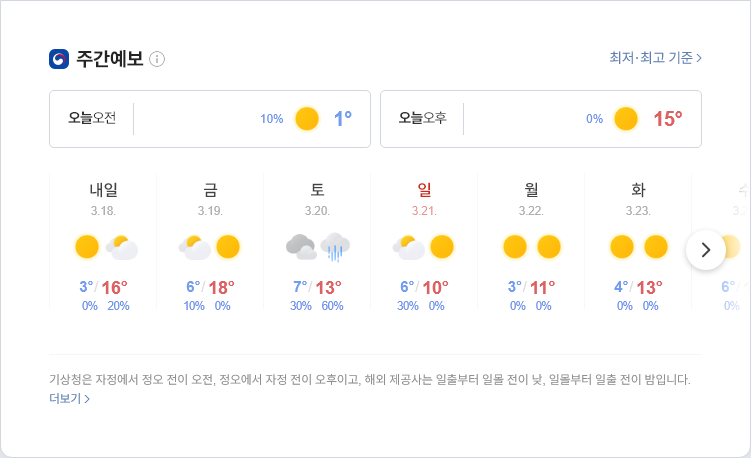 주간예보
최저·최고 기준
오늘오전 10% 1°
오늘오후 0% 15°
내일 금 토 일 월 화
3.18. 3.19. 3.20. 3.21. 3.22. 3.23.
3°/16° 6°/18° 7°/13° 6°/10° 3°/11° 4°/13° 6°
0% 20% 10% 0% 30% 60% 30% 0% 0% 0% 0% 0% 0%
기상청은 자정에서 정오 전이 오전, 정오에서 자정 전이 오후이고, 해외 제공사는 일출부터 일몰 전이 낮, 일몰부터 일출 전이 밤입니다.
더보기